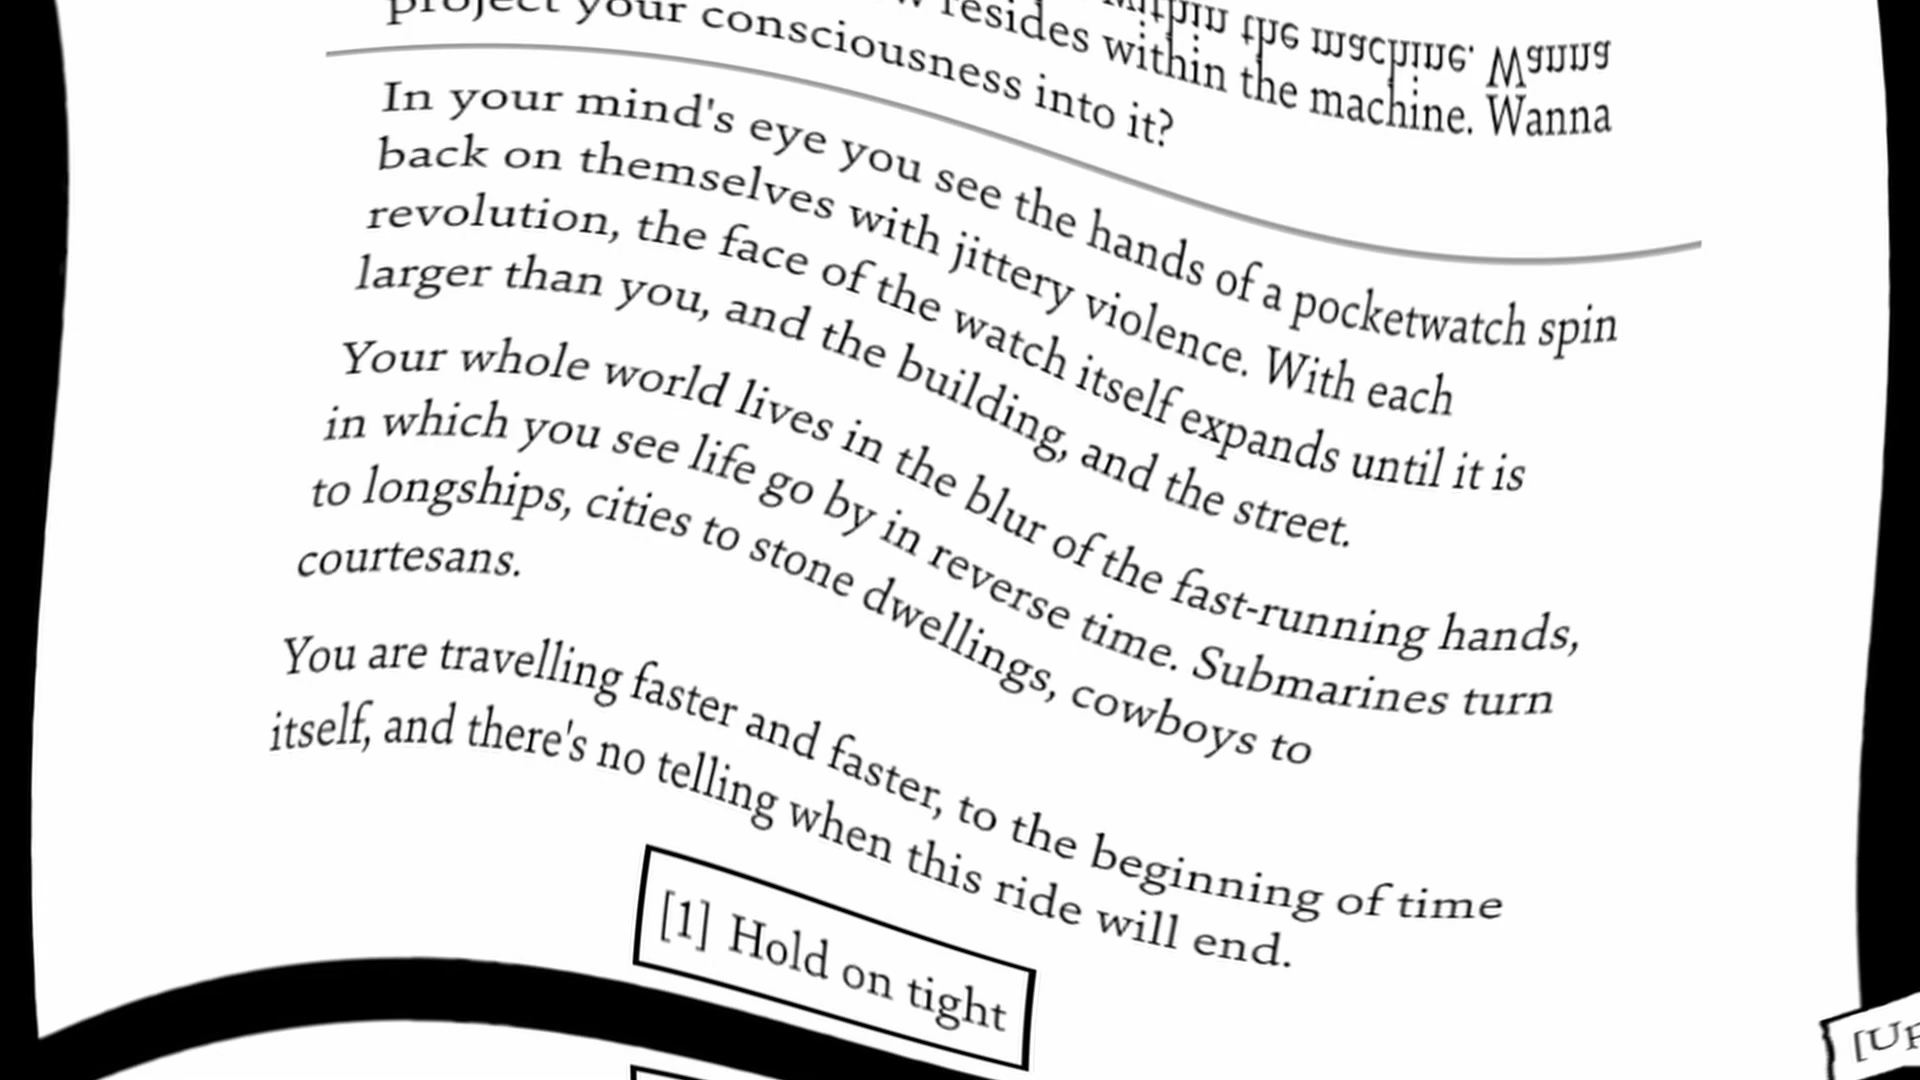 resides within the machine. Wanna
project your consciousness into it?
In your mind's eye you see the hands of a pocketwatch spin
back on themselves with jittery violence. With each
revolution, the face of the watch itself expands until it is
larger than you, and the building, and the street.
Your whole world lives in the blur of the fast-running hands,
in which you see life go by in reverse time. Submarines turn
to longships, cities to stone dwellings, cowboys to
courtesans.
You are travelling faster and faster, to the beginning of time
itself, and there's no telling when this ride will end.
[1] Hold on tight